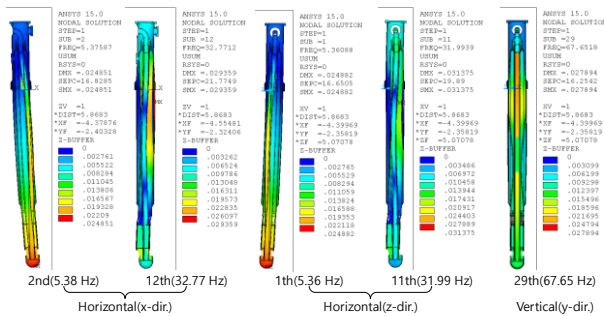 ANSYS 15.0
NODAL SOLUTION
STEP=1
SUB =2
FREQ=5.37587
USUM
RSYS=0
DMX =.024851
SEPC=16.8285
SMX =.024851
XV =1
*DIST=5.8683
*XF =-4.37876
*YF =-2.40328
Z-BUFFER
0
.002761
.005522
.008284
.011045
.013806
.016567
.019328
.02209
.024851
ANSYS 15.0
NODAL SOLUTION
STEP=1
SUB =12
FREQ=32.7712
USUM
RSYS=0
DMX =.029359
SEPC=21.7749
SMX =.029359
XV =1
*DIST=5.8683
*XF =-4.55481
*YF =-2.32406
Z-BUFFER
0
.003262
.006524
.009786
.013048
.016311
.019573
.022835
.026097
.029359
ANSYS 15.0
NODAL SOLUTION
STEP=1
SUB =1
FREQ=5.36088
USUM
RSYS=0
DMX =.024882
SEPC=16.6505
SMX =.024882
ZV =1
*DIST=5.8683
*XF =-4.39969
*YF =-2.35819
*ZF =5.07078
Z-BUFFER
0
.002765
.005529
.008294
.011059
.013824
.016588
.019353
.022118
.024882
ANSYS 15.0
NODAL SOLUTION
STEP=1
SUB =11
FREQ=31.9939
USUM
RSYS=0
DMX =.031375
SEPC=19.89
SMX =.031375
ZV =1
*DIST=5.8683
*XF =-4.39969
*YF =-2.35819
*ZF =5.07078
Z-BUFFER
0
.003486
.006972
.010458
.013944
.017431
.020917
.024403
.027889
.031375
ANSYS 15.0
NODAL SOLUTION
STEP=1
SUB =29
FREQ=67.6518
USUM
RSYS=0
DMX =.027894
SEPC=16.2542
SMX =.027894
ZV =1
*DIST=5.8683
*XF =-4.39969
*YF =-2.35819
*ZF =5.07078
Z-BUFFER
0
.003099
.006199
.009298
.012397
.015496
.018596
.021695
.024794
.027894
2nd(5.38 Hz)
12th(32.77 Hz)
1th(5.36 Hz)
11th(31.99 Hz)
29th(67.65 Hz)
Horizontal(x-dir.)
Horizontal(z-dir.)
Vertical(y-dir.)